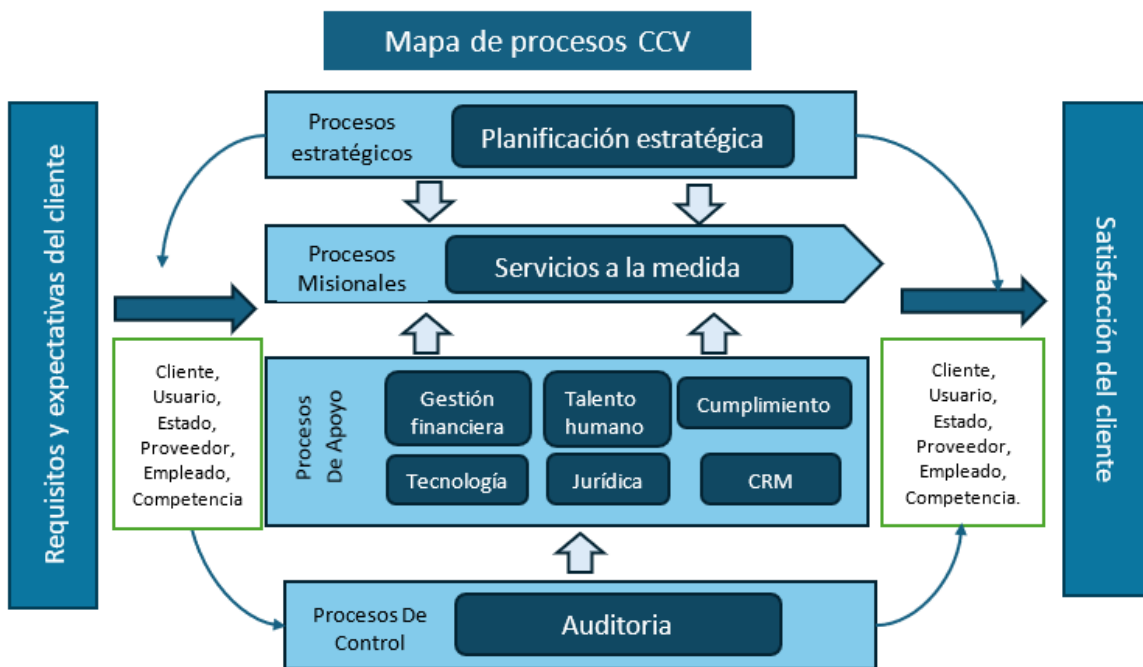 Mapa de procesos CCV
Requisitos y expectativas del cliente
Procesos
estratégicos
Planificación estratégica
Procesos
Misionales
Servicios a la medida
Cliente,
Usuario,
Estado,
Proveedor,
Empleado,
Competencia
Procesos
De Apoyo
Gestión
financiera
Talento
humano
Cumplimiento
Tecnología
Jurídica
CRM
Cliente,
Usuario,
Estado,
Proveedor,
Empleado,
Competencia.
Procesos De
Control
Auditoria
Satisfacción del cliente